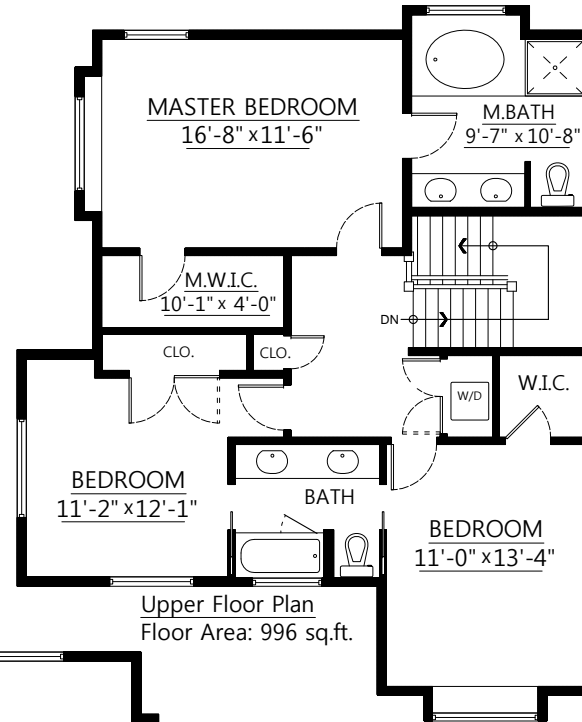 MASTER BEDROOM
16'-8" x 11'-6"
M.BATH
9'-7" x 10'-8"
M.W.I.C.
10'-1" x 4'-0"
DN
CLO.
CLO.
W/D
W.I.C.
BEDROOM
11'-2" x 12'-1"
BATH
BEDROOM
11'-0" x 13'-4"
Upper Floor Plan
Floor Area: 996 sq.ft.